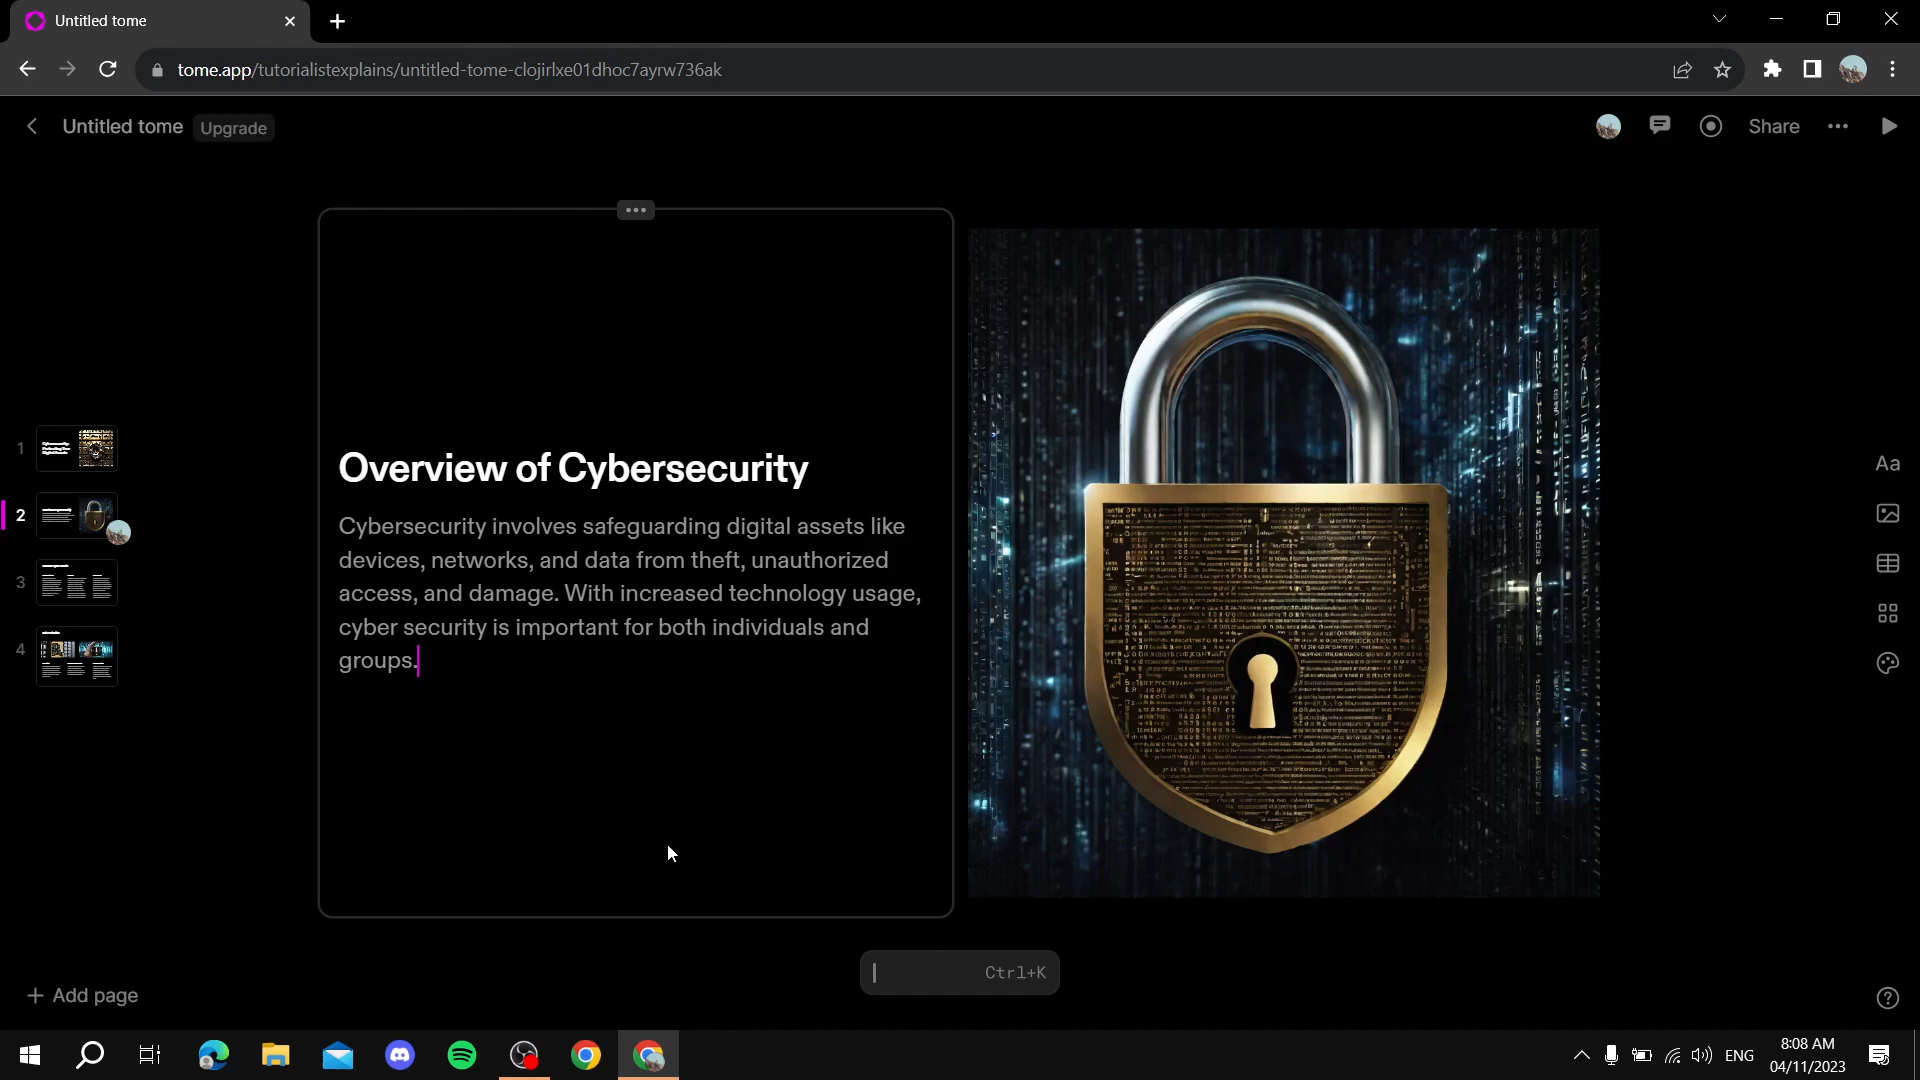 Untitled tome
tome.app/tutorialistexplains/untitled-tome-clojirlxe01dhoc7ayrw736ak
Untitled tome
Upgrade
Share
Overview of Cybersecurity
Cybersecurity involves safeguarding digital assets like
devices, networks, and data from theft, unauthorized
access, and damage. With increased technology usage,
cyber security is important for both individuals and
groups.
1
2
3
4
Aa
Ctrl+K
+ Add page
ENG
8:08 AM
04/11/2023